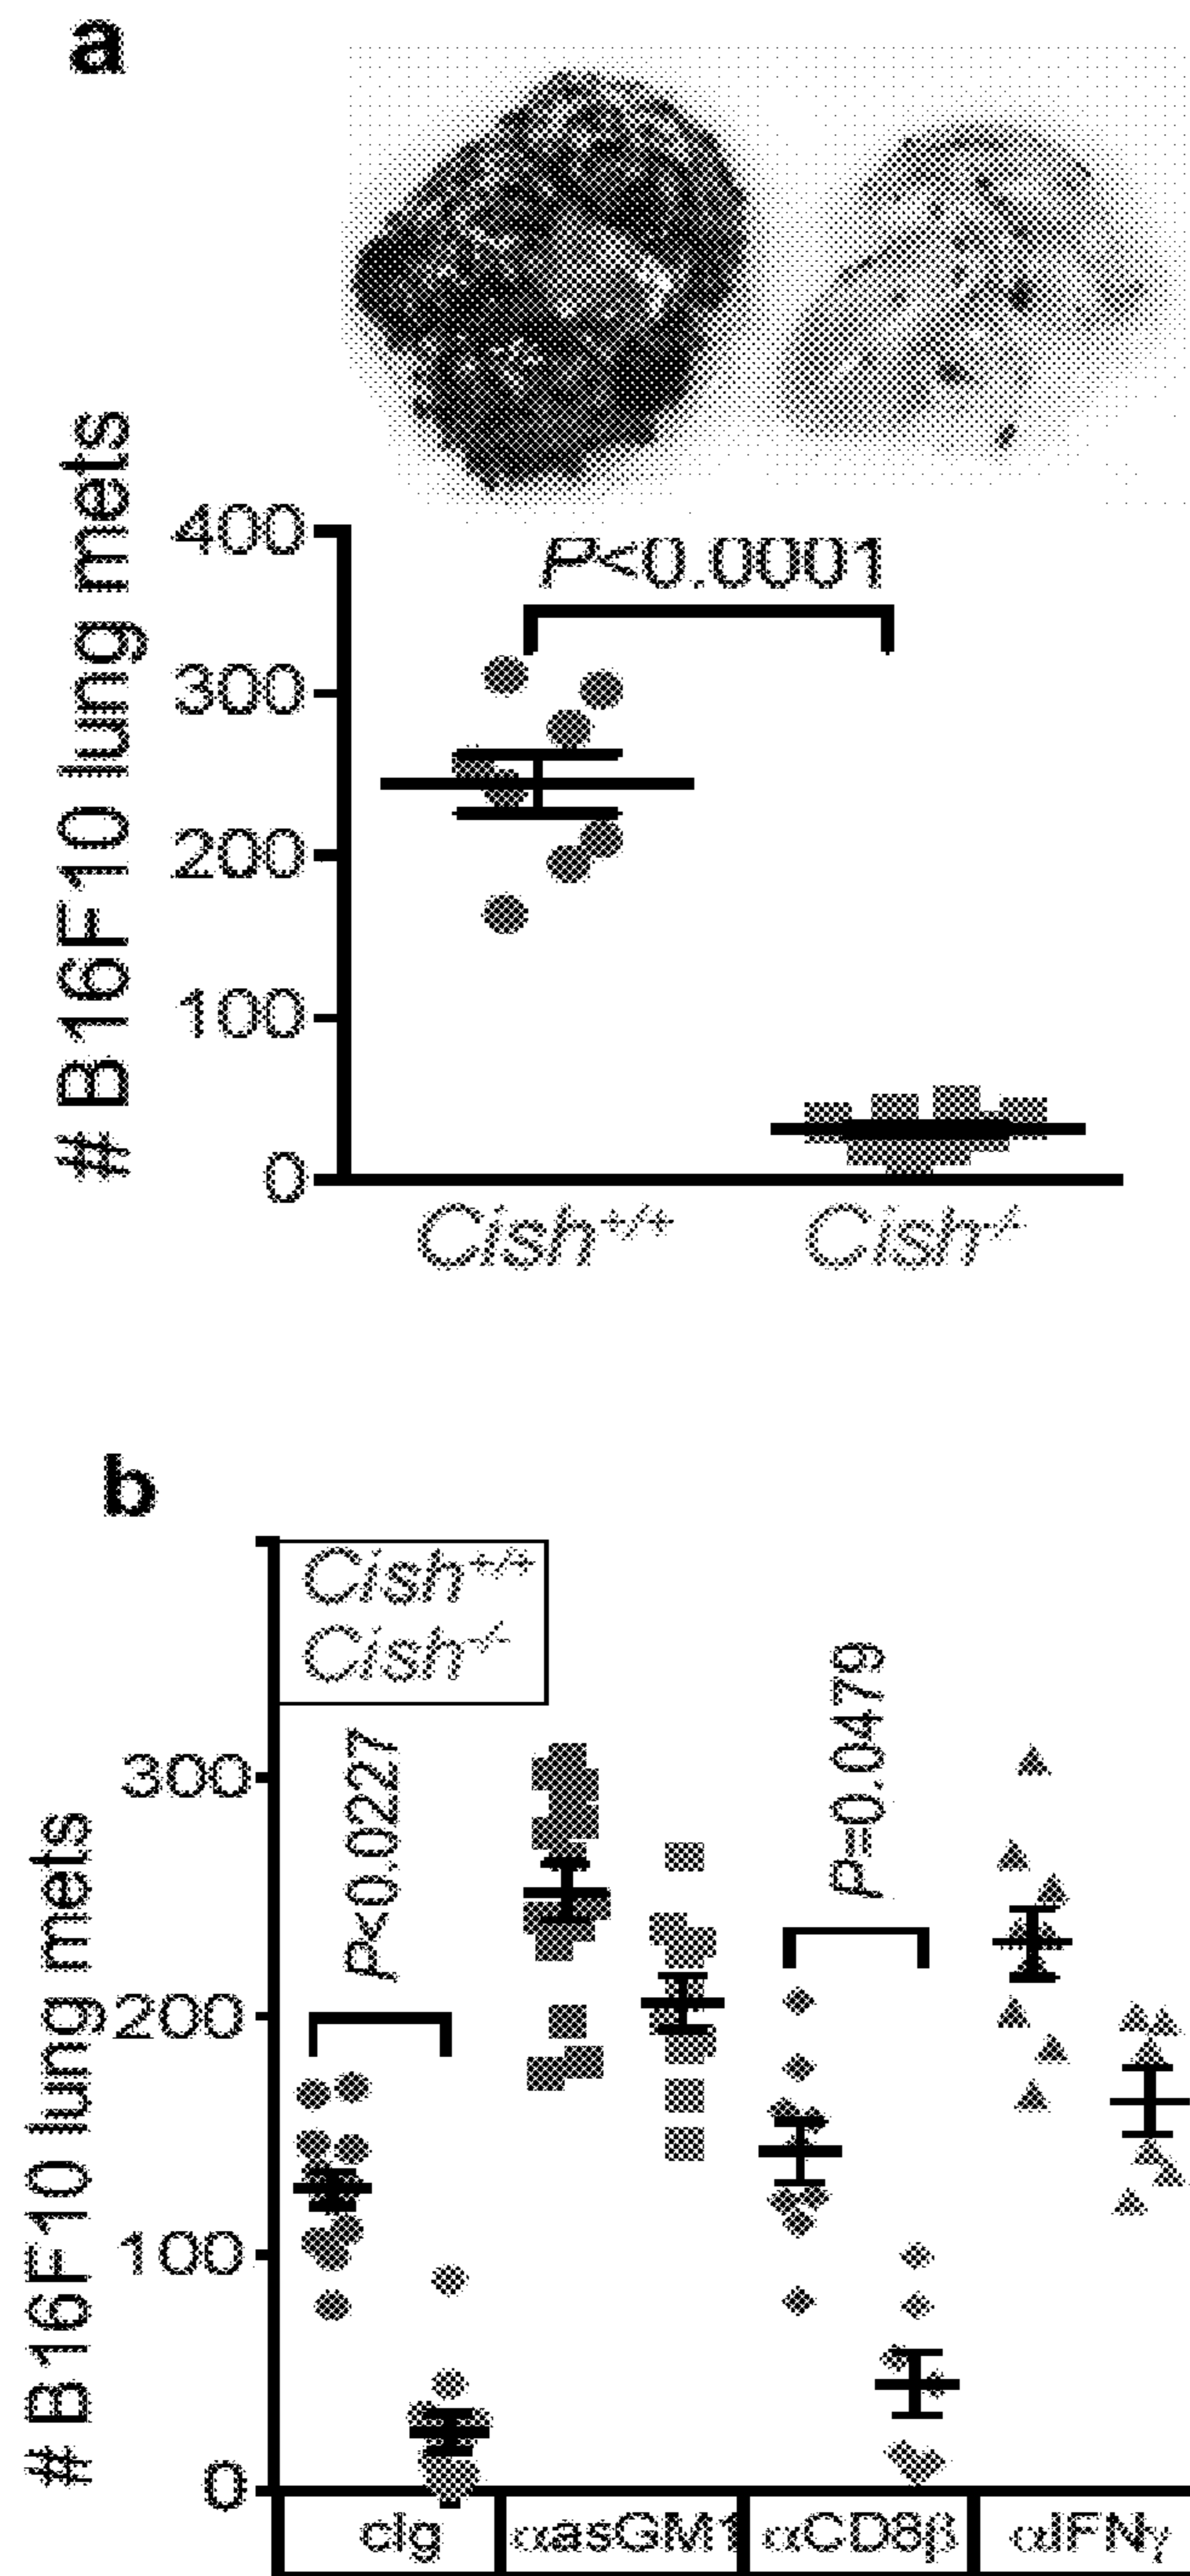 a
# B16F10 lung mets
400
300
200
100
0
P<0.0001
Cish+/+
Cish-/-
b
# B16F10 lung mets
300
200
100
0
Cish+/+
Cish-/-
P<0.0227
P=0.0479
cIg
αasGM1
αCD8β
αIFNγ